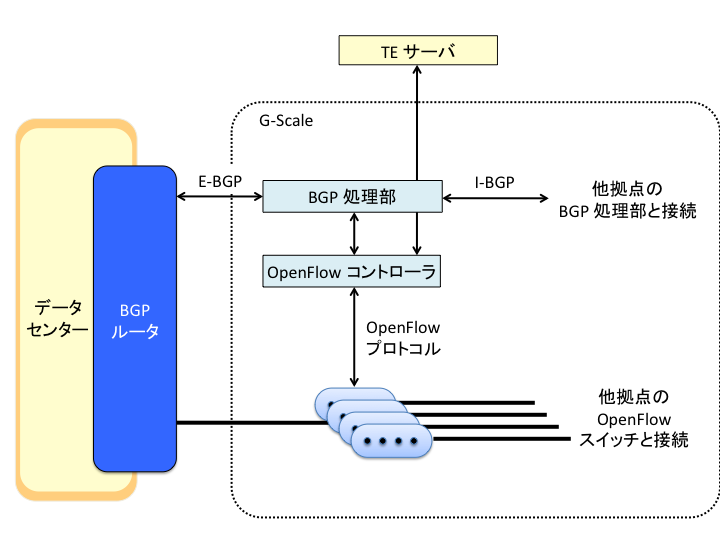 TE サーバ
G-Scale
E-BGP
BGP 処理部
I-BGP
他拠点の
BGP 処理部と接続
OpenFlow コントローラ
データ
センター
BGP
ルータ
OpenFlow
プロトコル
他拠点の
OpenFlow
スイッチと接続